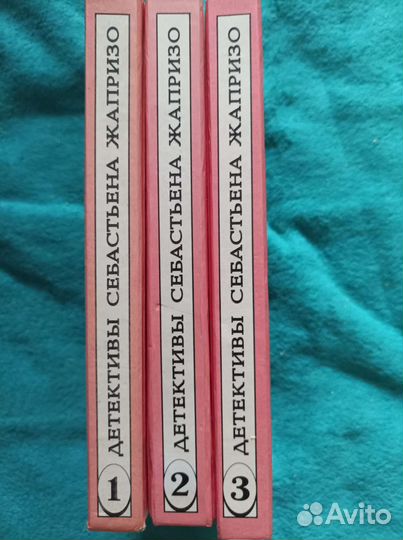 1 ДЕТЕКТИВЫ СЕБАСТЬЕНА ЖАПРИЗО
2 ДЕТЕКТИВЫ СЕБАСТЬЕНА ЖАПРИЗО
3 ДЕТЕКТИВЫ СЕБАСТЬЕНА ЖАПРИЗО
Avito